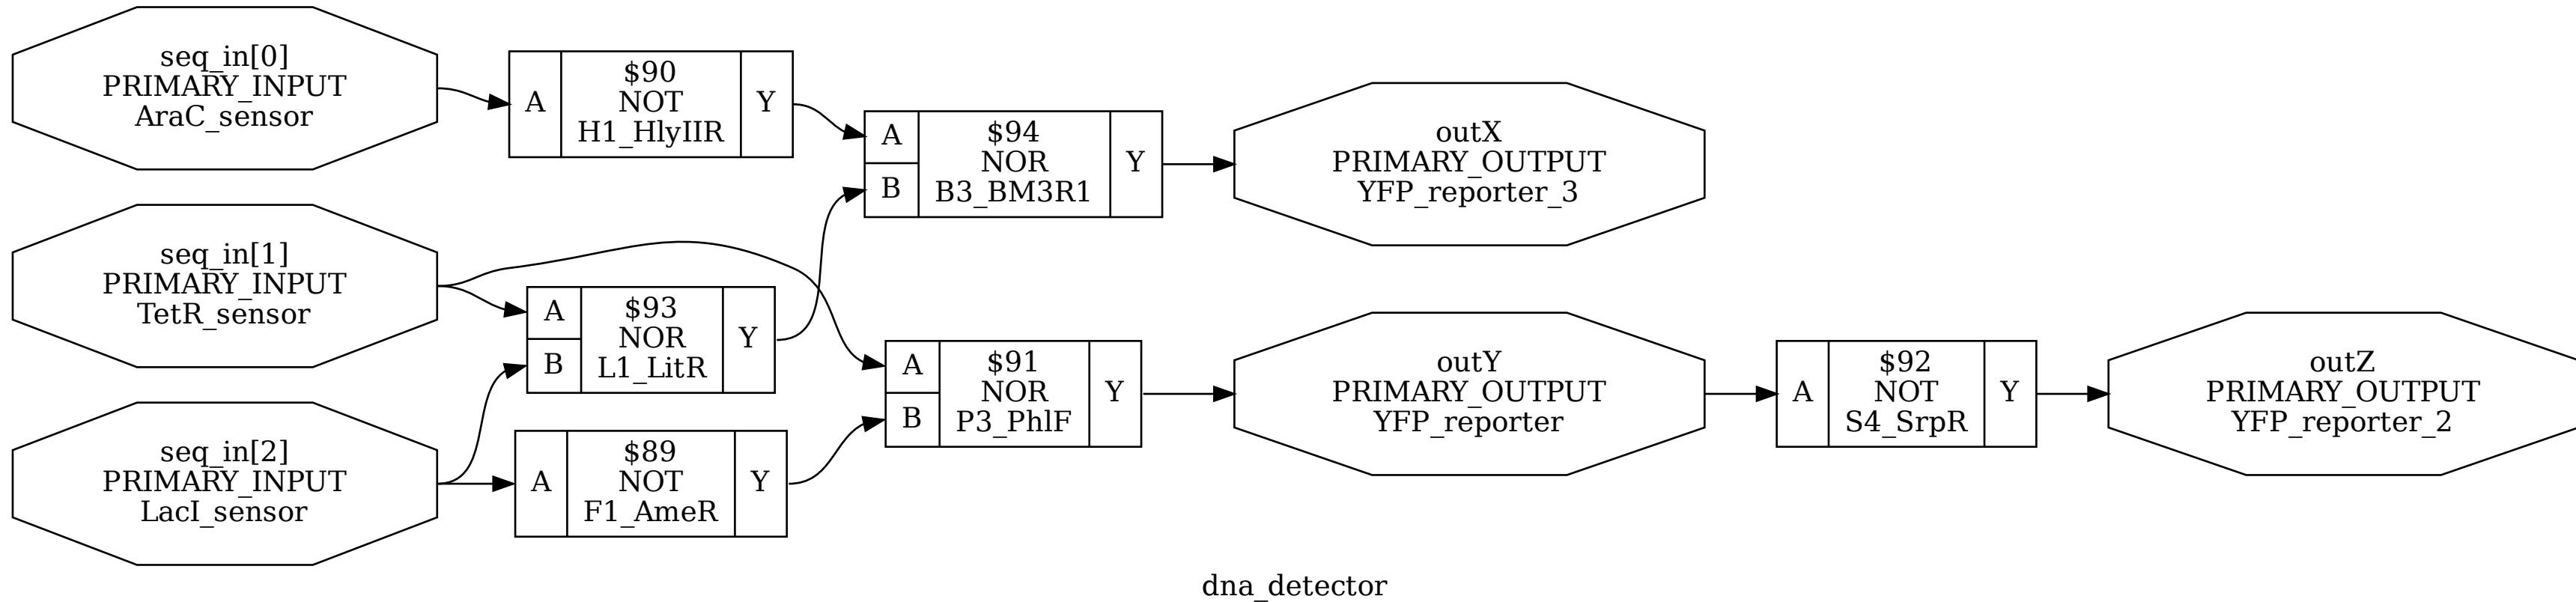 seq_in[0]
PRIMARY_INPUT
AraC_sensor
A
$90
NOT
H1_HlyIIR
Y
A
B
$94
NOR
B3_BM3R1
Y
outX
PRIMARY_OUTPUT
YFP_reporter_3
seq_in[1]
PRIMARY_INPUT
TetR_sensor
A
B
$93
NOR
L1_LitR
Y
A
B
$91
NOR
P3_PhlF
Y
outY
PRIMARY_OUTPUT
YFP_reporter
A
$92
NOT
S4_SrpR
Y
outZ
PRIMARY_OUTPUT
YFP_reporter_2
seq_in[2]
PRIMARY_INPUT
LacI_sensor
A
$89
NOT
F1_AmeR
Y
dna_detector